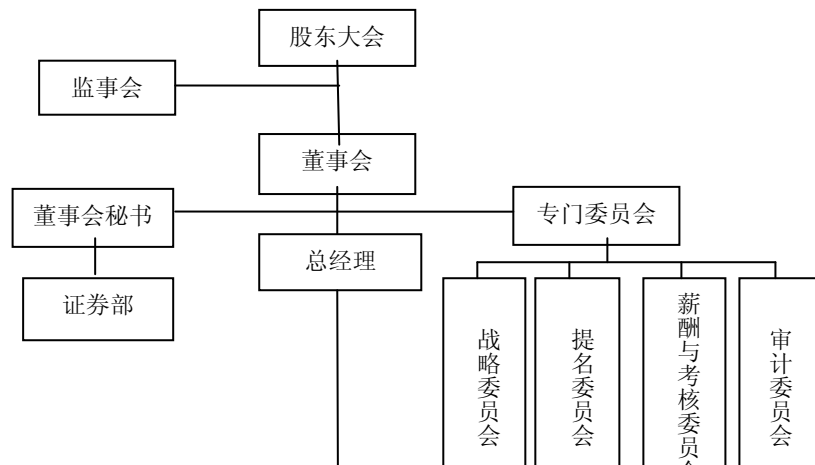 股东大会
监事会
董事会
董事会秘书
专门委员会
总经理
证券部
战略委员会
提名委员会
薪酬与考核委员会
审计委员会